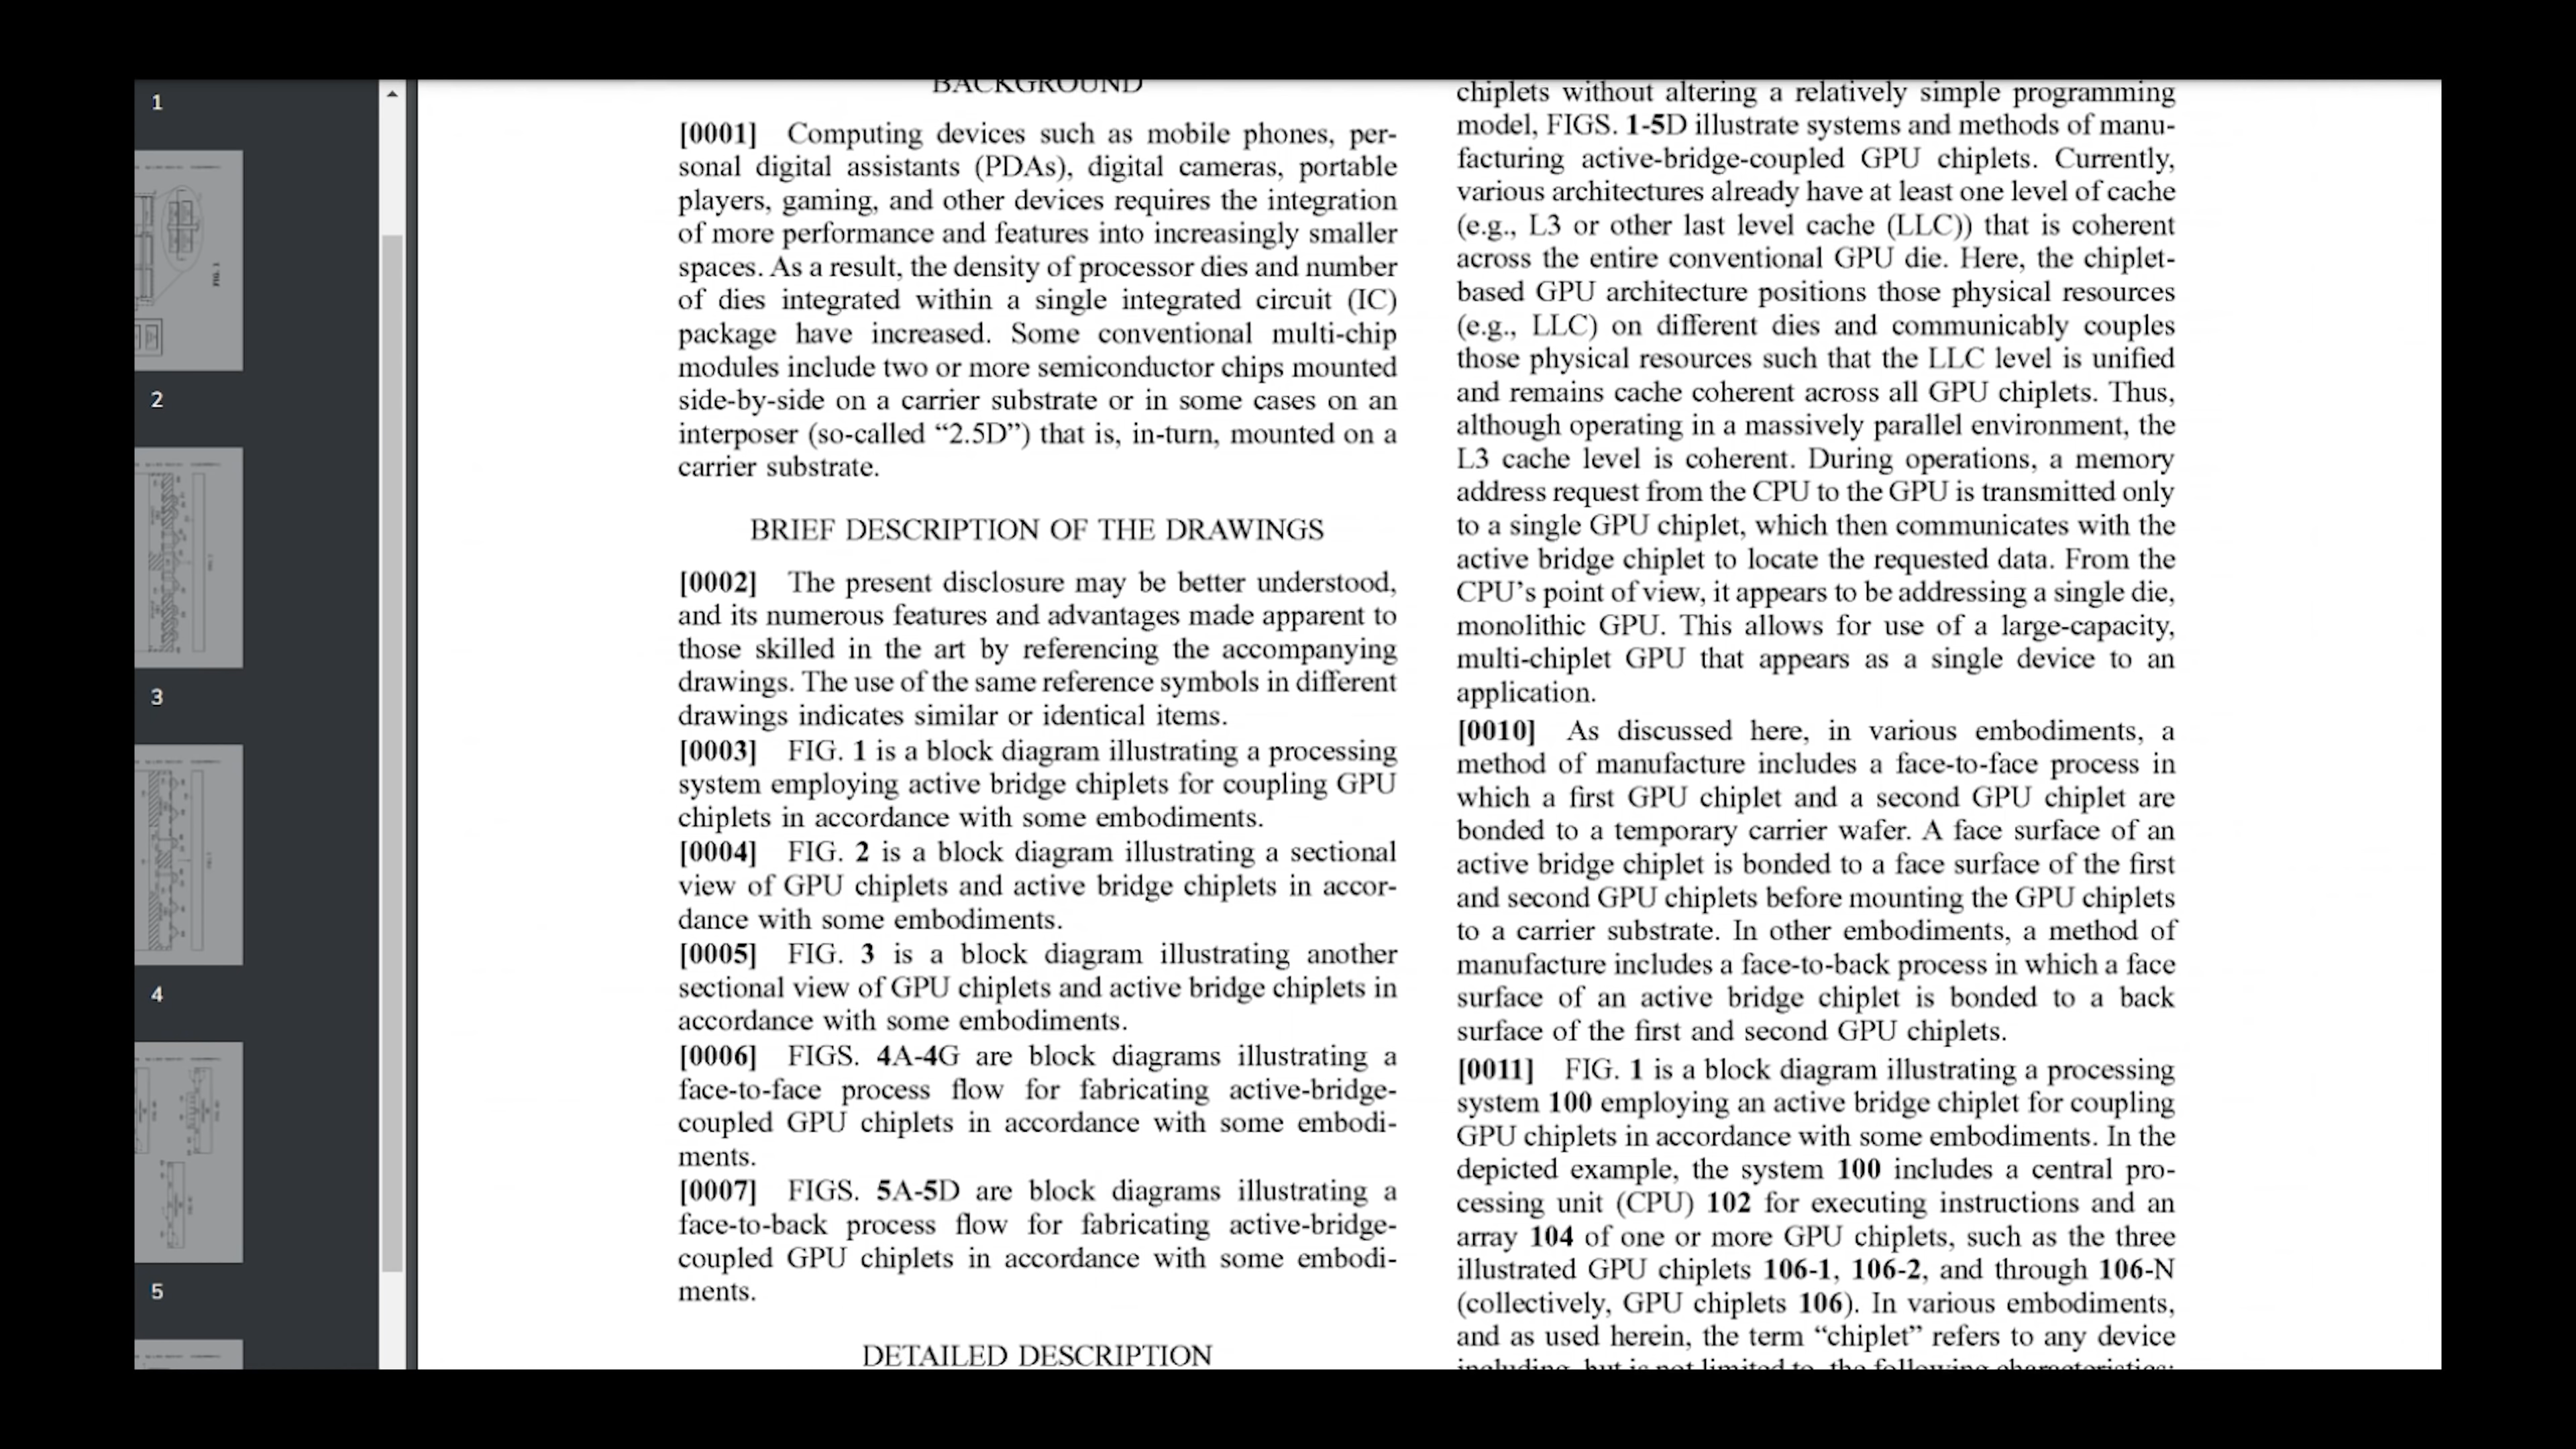 1
2
3
4
5
FIG. 1
BACKGROUND
[0001] Computing devices such as mobile phones, per-
sonal digital assistants (PDAs), digital cameras, portable
players, gaming, and other devices requires the integration
of more performance and features into increasingly smaller
spaces. As a result, the density of processor dies and number
of dies integrated within a single integrated circuit (IC)
package have increased. Some conventional multi-chip
modules include two or more semiconductor chips mounted
side-by-side on a carrier substrate or in some cases on an
interposer (so-called “2.5D”) that is, in-turn, mounted on a
carrier substrate.
BRIEF DESCRIPTION OF THE DRAWINGS
[0002] The present disclosure may be better understood,
and its numerous features and advantages made apparent to
those skilled in the art by referencing the accompanying
drawings. The use of the same reference symbols in different
drawings indicates similar or identical items.
[0003] FIG. 1 is a block diagram illustrating a processing
system employing active bridge chiplets for coupling GPU
chiplets in accordance with some embodiments.
[0004] FIG. 2 is a block diagram illustrating a sectional
view of GPU chiplets and active bridge chiplets in accor-
dance with some embodiments.
[0005] FIG. 3 is a block diagram illustrating another
sectional view of GPU chiplets and active bridge chiplets in
accordance with some embodiments.
[0006] FIGS. 4A-4G are block diagrams illustrating a
face-to-face process flow for fabricating active-bridge-
coupled GPU chiplets in accordance with some embodi-
ments.
[0007] FIGS. 5A-5D are block diagrams illustrating a
face-to-back process flow for fabricating active-bridge-
coupled GPU chiplets in accordance with some embodi-
ments.
DETAILED DESCRIPTION
chiplets without altering a relatively simple programming
model, FIGS. 1-5D illustrate systems and methods of manu-
facturing active-bridge-coupled GPU chiplets. Currently,
various architectures already have at least one level of cache
(e.g., L3 or other last level cache (LLC)) that is coherent
across the entire conventional GPU die. Here, the chiplet-
based GPU architecture positions those physical resources
(e.g., LLC) on different dies and communicably couples
those physical resources such that the LLC level is unified
and remains cache coherent across all GPU chiplets. Thus,
although operating in a massively parallel environment, the
L3 cache level is coherent. During operations, a memory
address request from the CPU to the GPU is transmitted only
to a single GPU chiplet, which then communicates with the
active bridge chiplet to locate the requested data. From the
CPU’s point of view, it appears to be addressing a single die,
monolithic GPU. This allows for use of a large-capacity,
multi-chiplet GPU that appears as a single device to an
application.
[0010] As discussed here, in various embodiments, a
method of manufacture includes a face-to-face process in
which a first GPU chiplet and a second GPU chiplet are
bonded to a temporary carrier wafer. A face surface of an
active bridge chiplet is bonded to a face surface of the first
and second GPU chiplets before mounting the GPU chiplets
to a carrier substrate. In other embodiments, a method of
manufacture includes a face-to-back process in which a face
surface of an active bridge chiplet is bonded to a back
surface of the first and second GPU chiplets.
[0011] FIG. 1 is a block diagram illustrating a processing
system 100 employing an active bridge chiplet for coupling
GPU chiplets in accordance with some embodiments. In the
depicted example, the system 100 includes a central pro-
cessing unit (CPU) 102 for executing instructions and an
array 104 of one or more GPU chiplets, such as the three
illustrated GPU chiplets 106-1, 106-2, and through 106-N
(collectively, GPU chiplets 106). In various embodiments,
and as used herein, the term “chiplet” refers to any device
including, but is not limited to, the following characteristics: